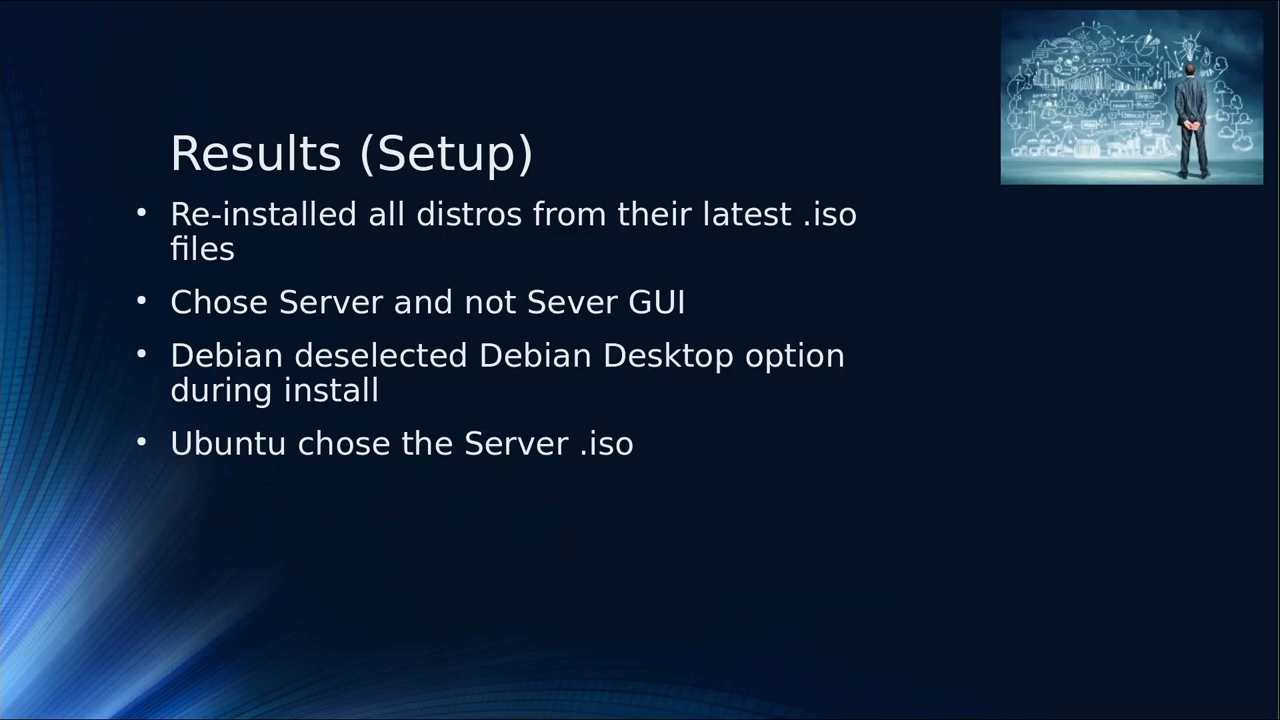 Results (Setup)
• Re-installed all distros from their latest .iso
files
• Chose Server and not Sever GUI
• Debian deselected Debian Desktop option
during install
• Ubuntu chose the Server .iso